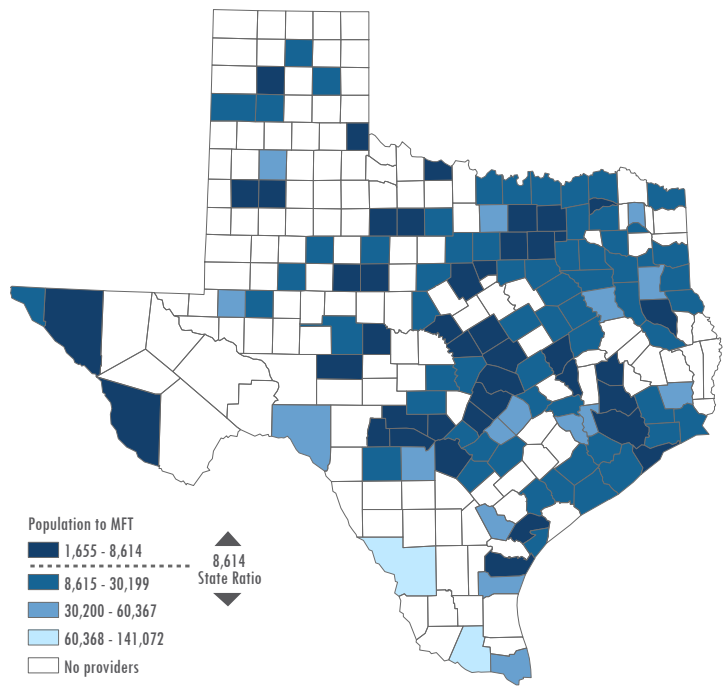 Population to MFT
1,655 - 8,614
8,614
State Ratio
8,615 - 30,199
30,200 - 60,367
60,368 - 141,072
No providers